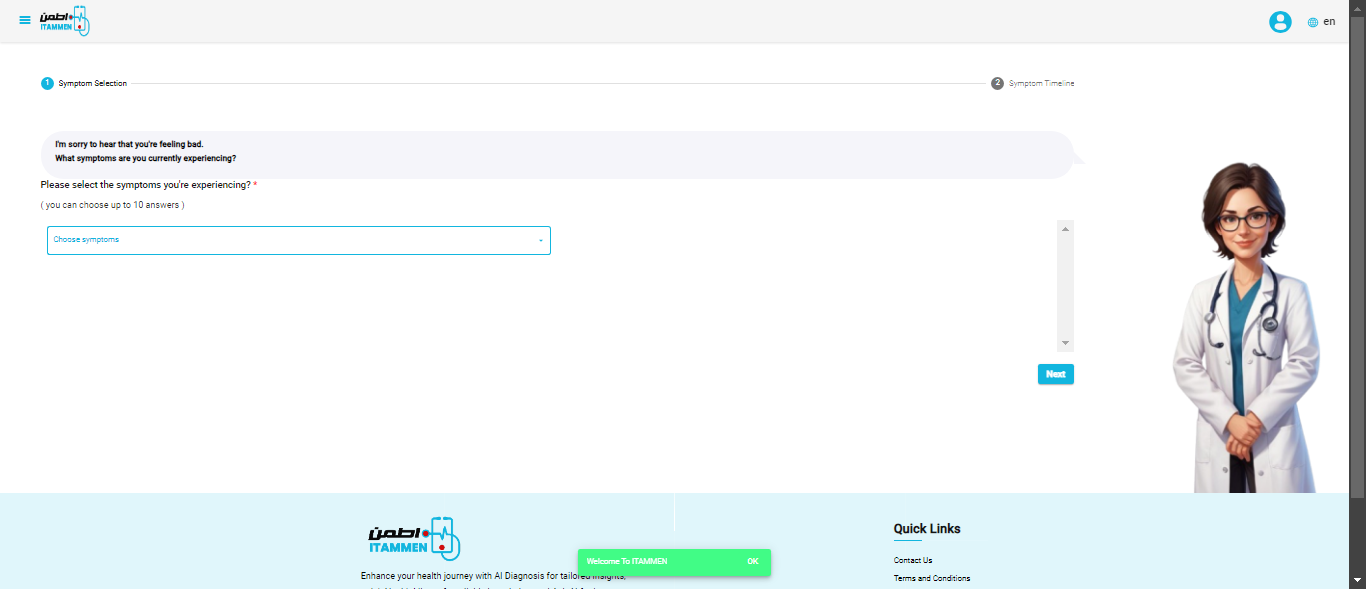 اطمن
ITAMMEN
en
1 Symptom Selection
2 Symptom Timeline
I'm sorry to hear that you're feeling bad.
What symptoms are you currently experiencing?
Please select the symptoms you're experiencing? *
( you can choose up to 10 answers )
Choose symptoms
Next
اطمن
ITAMMEN
Quick Links
Welcome To ITAMMEN OK
Contact Us
Enhance your health journey with AI Diagnosis for tailored insights,
Terms and Conditions